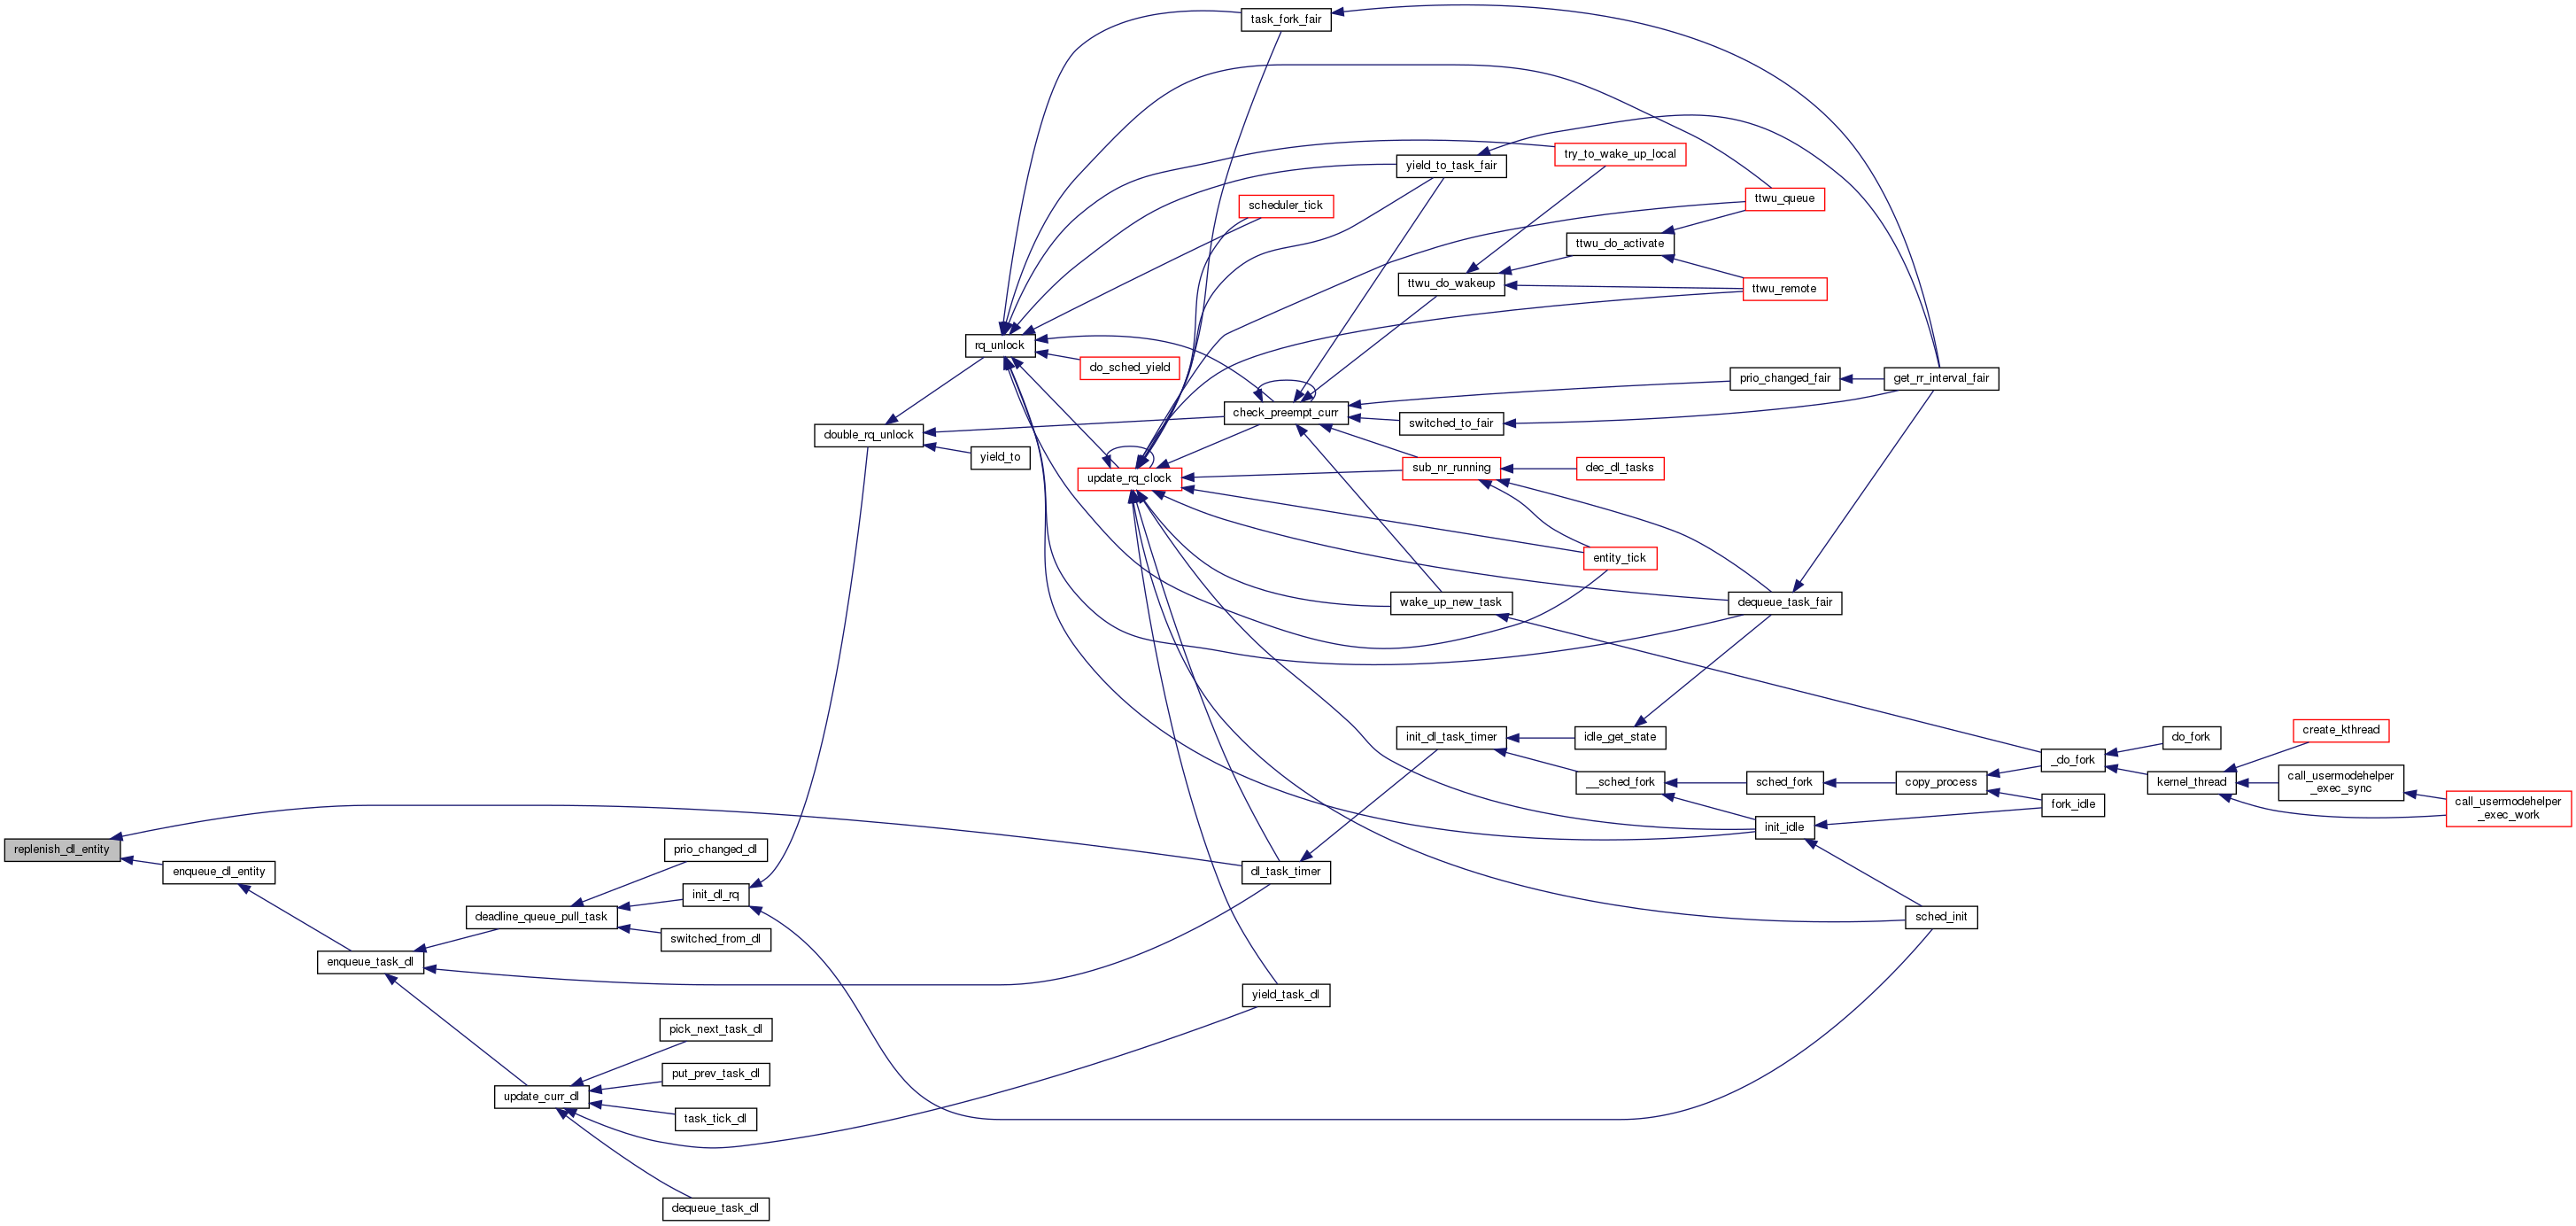 task_fork_fair
try_to_wake_up_local
yield_to_task_fair
scheduler_tick
ttwu_queue
ttwu_do_activate
ttwu_do_wakeup
ttwu_remote
rq_unlock
do_sched_yield
prio_changed_fair
get_rr_interval_fair
check_preempt_curr
switched_to_fair
double_rq_unlock
yield_to
sub_nr_running
dec_dl_tasks
update_rq_clock
entity_tick
wake_up_new_task
dequeue_task_fair
init_dl_task_timer
idle_get_state
do_fork
create_kthread
_do_fork
__sched_fork
sched_fork
copy_process
kernel_thread
call_usermodehelper
_exec_sync
fork_idle
call_usermodehelper
_exec_work
init_idle
replenish_dl_entity
prio_changed_dl
enqueue_dl_entity
dl_task_timer
init_dl_rq
deadline_queue_pull_task
sched_init
switched_from_dl
enqueue_task_dl
yield_task_dl
pick_next_task_dl
put_prev_task_dl
update_curr_dl
task_tick_dl
dequeue_task_dl